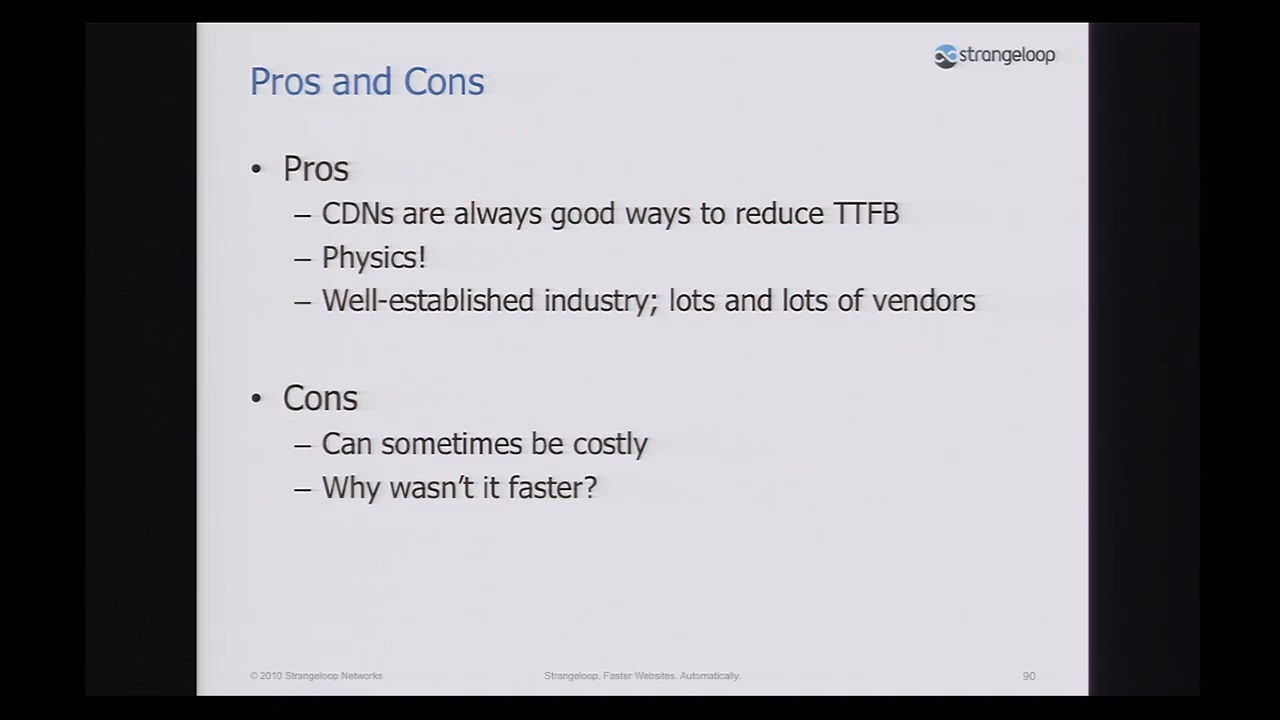 strangeloop
Pros and Cons
• Pros
– CDNs are always good ways to reduce TTFB
– Physics!
– Well-established industry; lots and lots of vendors
• Cons
– Can sometimes be costly
– Why wasn't it faster?
© 2010 Strangeloop Networks
Strangeloop. Faster Websites. Automatically.
90